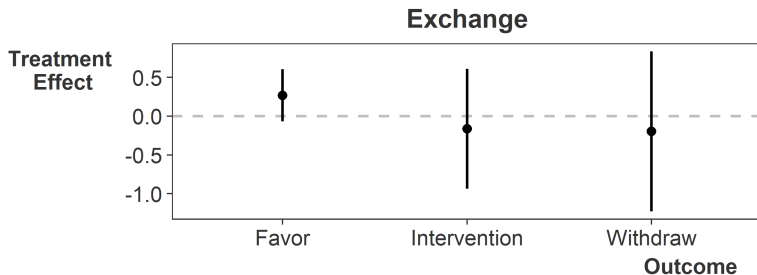 Exchange
Treatment
Effect
0.5
0.0
-0.5
-1.0
Favor Intervention Withdraw
Outcome